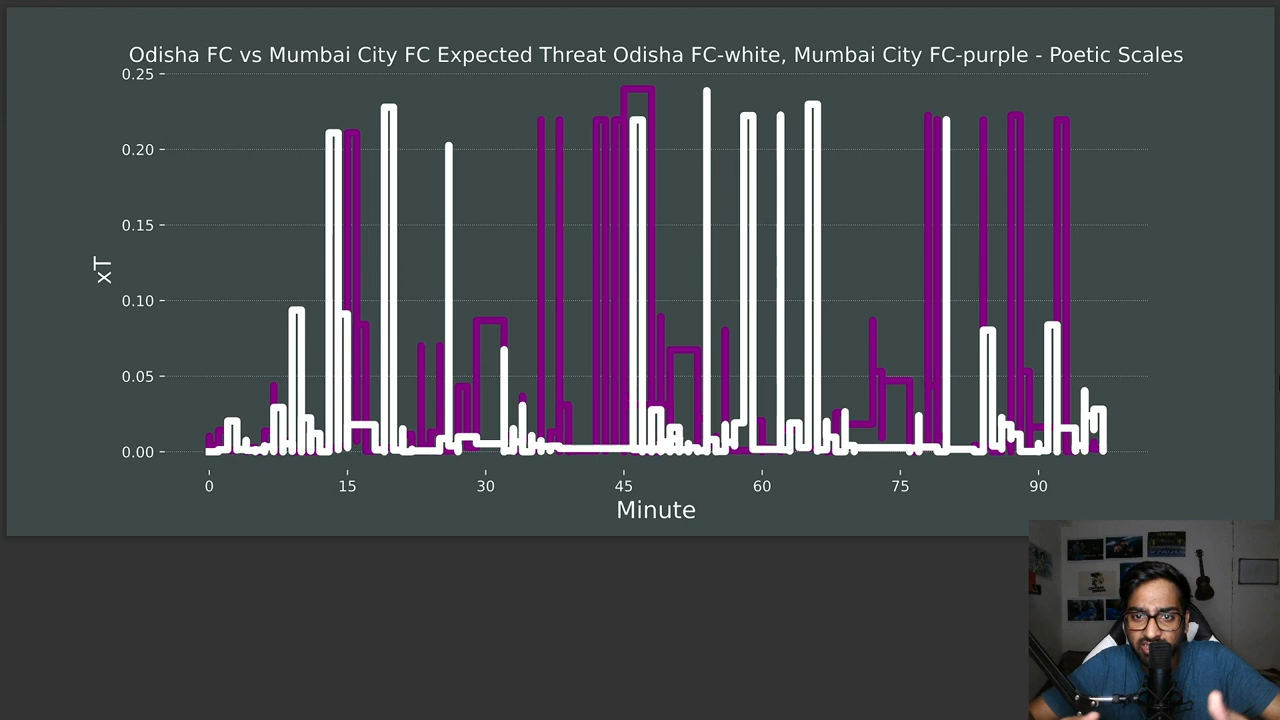 Odisha FC vs Mumbai City FC Expected Threat Odisha FC-white, Mumbai City FC-purple - Poetic Scales
0.25
0.20
0.15
0.10
0.05
0.00
xT
0 15 30 45 60 75 90
Minute